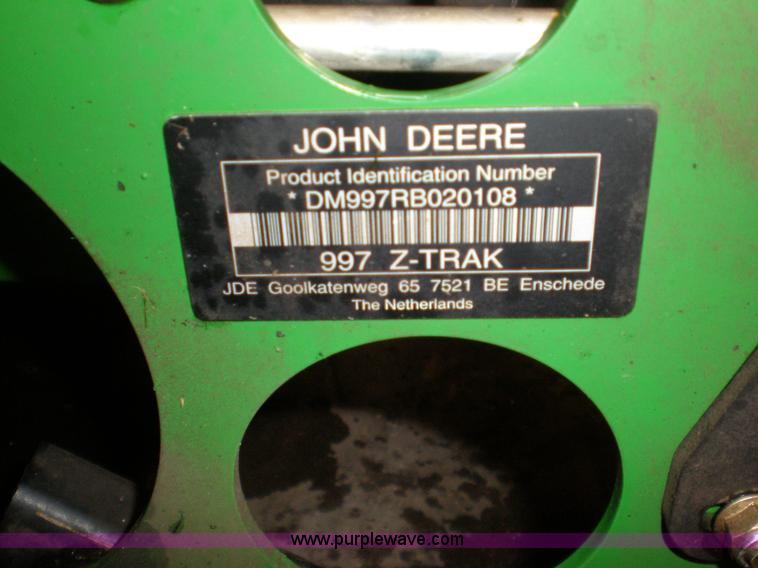 JOHN DEERE
Product Identification Number
* DM997RB020108 *
997 Z-TRAK
JDE Goolkatenweg 65 7521 BE Enschede
The Netherlands
www.purplewave.com